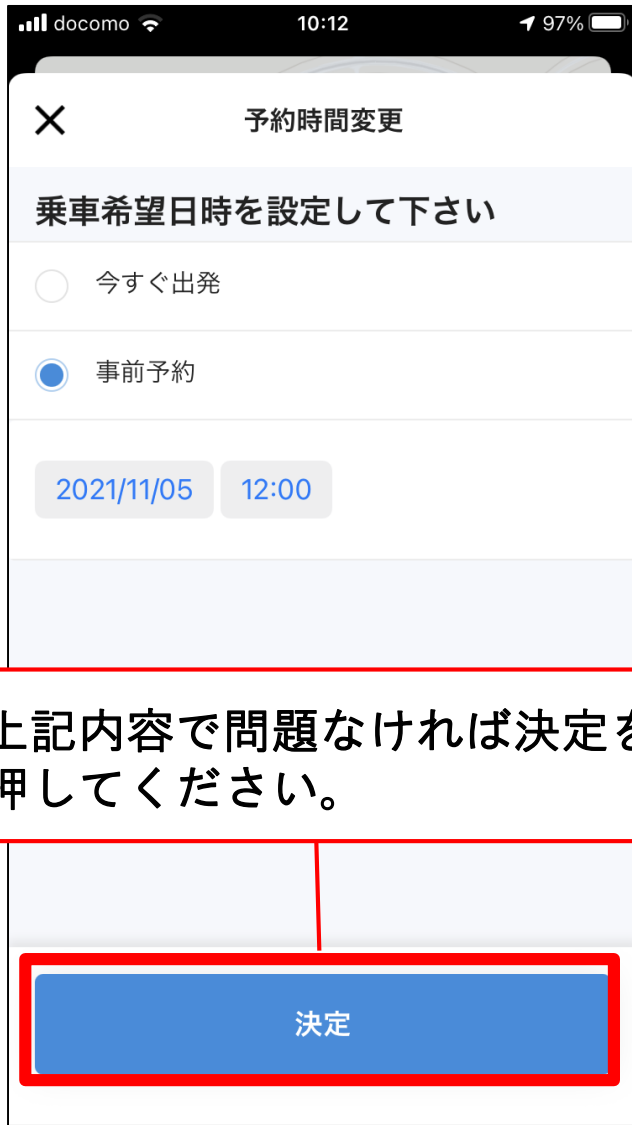 docomo 10:12 97%
予約時間変更
乗車希望日時を設定して下さい
今すぐ出発
事前予約
2021/11/05 12:00
上記内容で問題なければ決定を
押してください。
決定